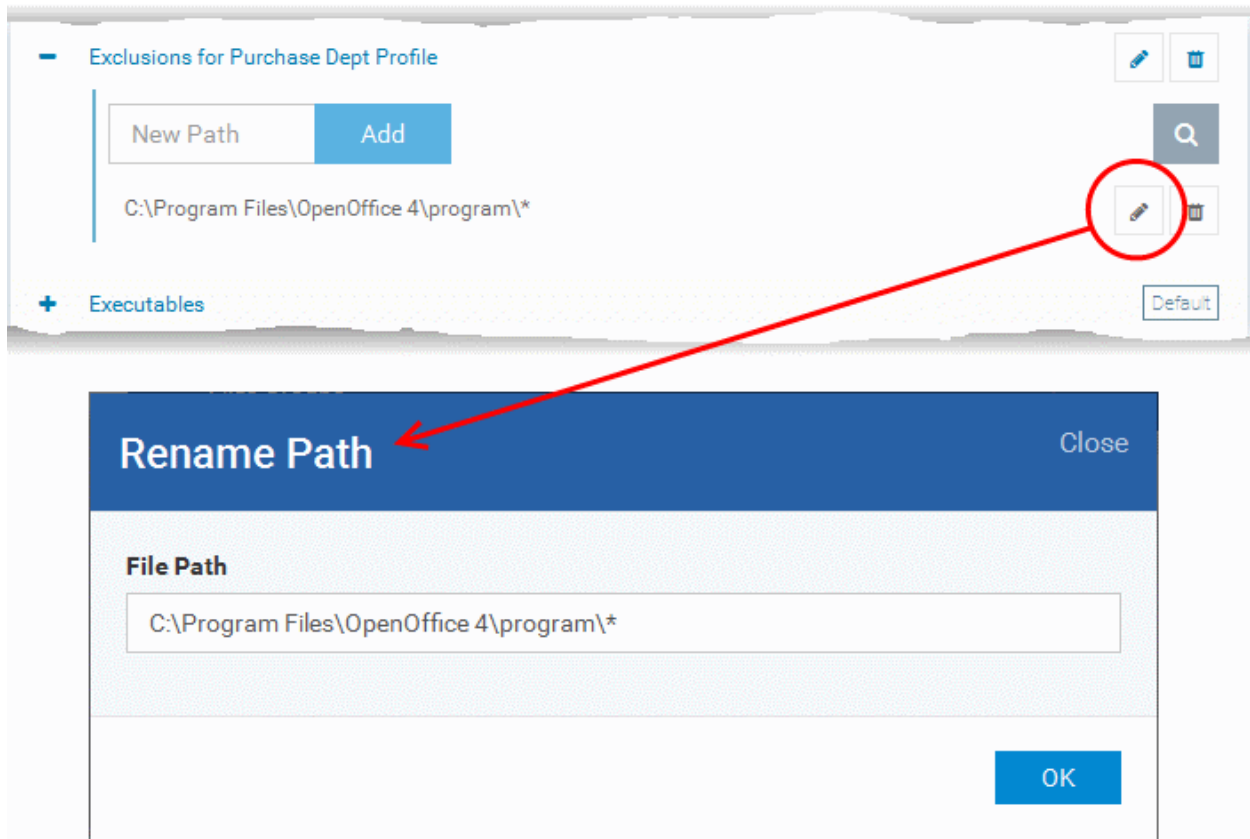 Exclusions for Purchase Dept Profile
New Path Add
C:\Program Files\OpenOffice 4\program\*
Executables Default
Rename Path Close
File Path
C:\Program Files\OpenOffice 4\program\*
OK